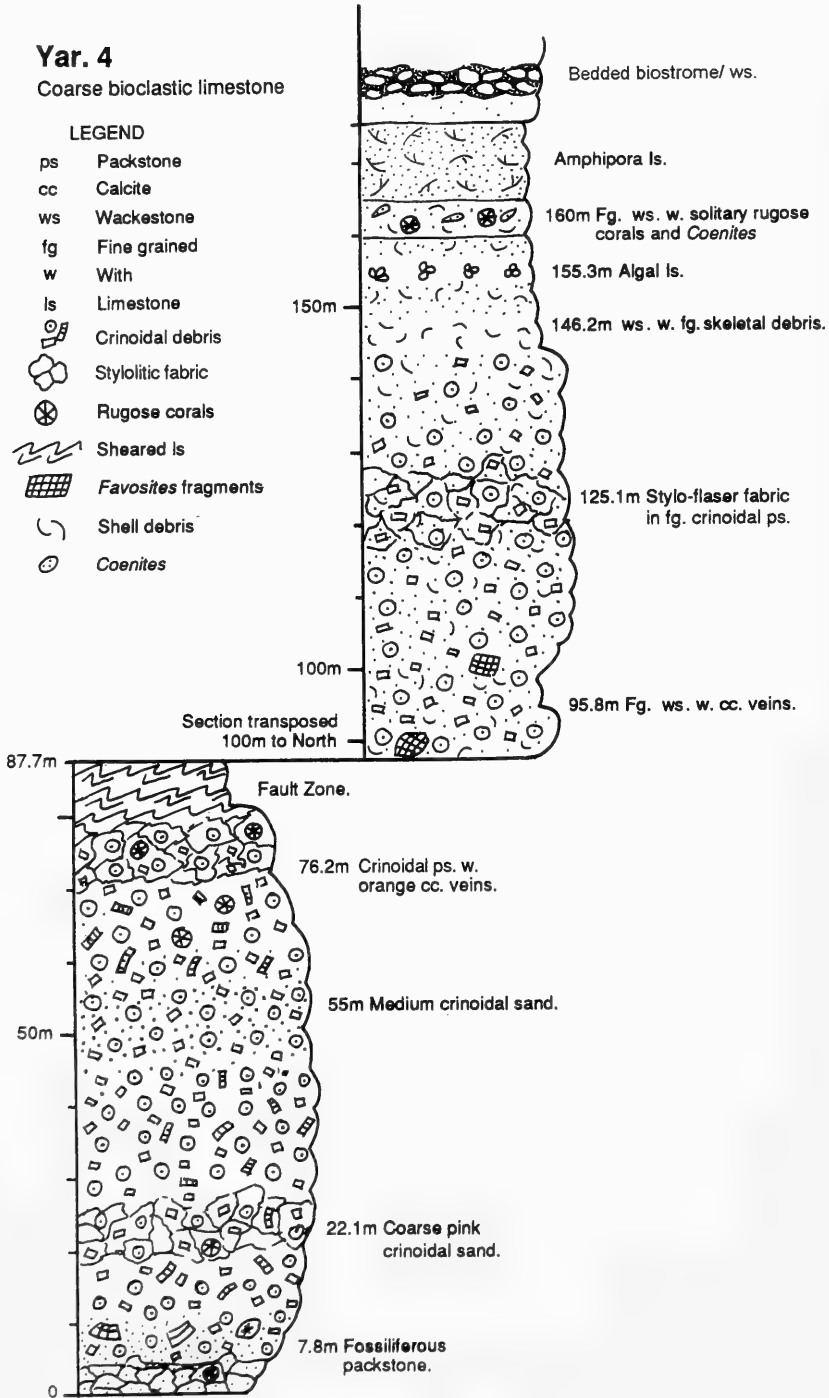 Yar. 4
Coarse bioclastic limestone
LEGEND
ps Packstone
cc Calcite
ws Wackestone
fg Fine grained
w With
ls Limestone
Crinoidal debris
Stylolitic fabric
Rugose corals
Sheared ls
Favosites fragments
Shell debris
Coenites
Bedded biostrome/ ws.
Amphipora ls.
160m Fg. ws. w. solitary rugose
corals and Coenites
155.3m Algal ls.
150m
146.2m ws. w. fg. skeletal debris.
125.1m Stylo-flaser fabric
in fg. crinoidal ps.
100m
95.8m Fg. ws. w. cc. veins.
Section transposed
100m to North
87.7m
Fault Zone.
76.2m Crinoidal ps. w.
orange cc. veins.
55m Medium crinoidal sand.
50m
22.1m Coarse pink
crinoidal sand.
7.8m Fossiliferous
packstone.
0